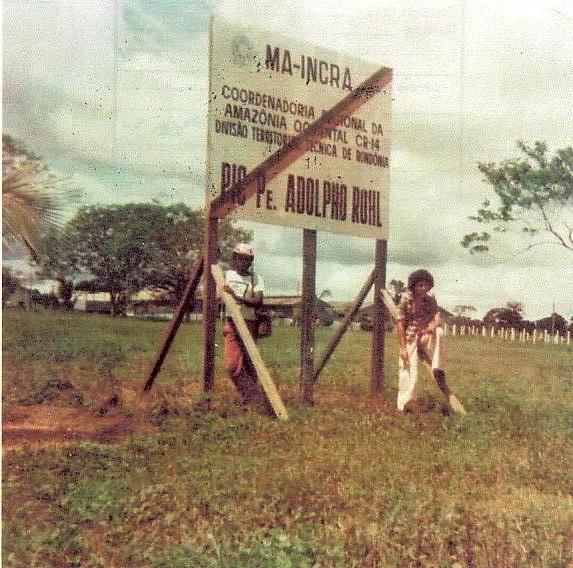 MA-INCRA
COORDENADORIA REGIONAL DA
AMAZÔNIA OCIDENTAL CR-14
DIVISÃO TERRITORIAL TÉCNICA DE RONDÔNIA
PIC Pe. ADOLPHO ROHL